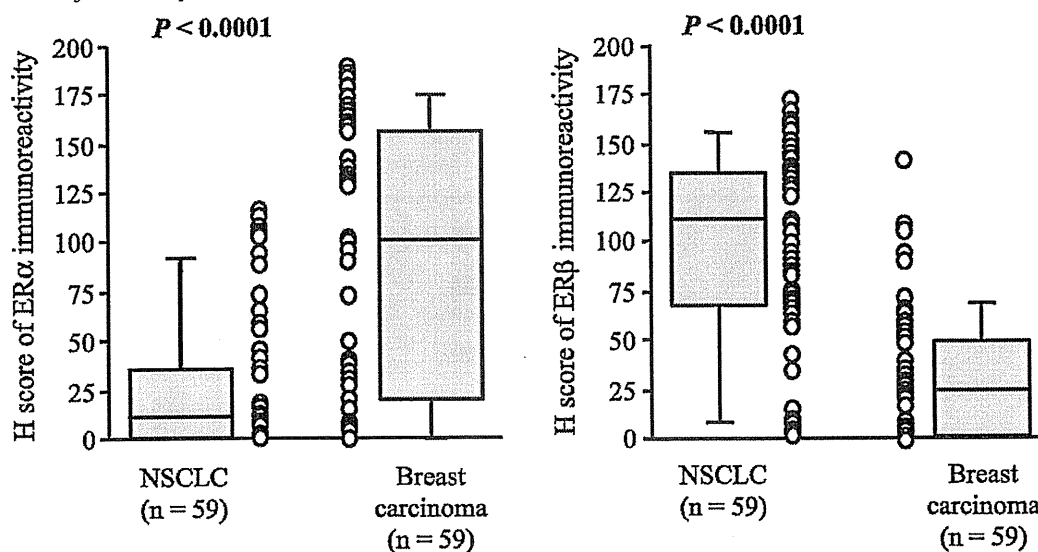 P < 0.0001
H score of ERα immunoreactivity
200
175
150
125
100
75
50
25
0
NSCLC
(n = 59)
Breast
carcinoma
(n = 59)
P < 0.0001
H score of ERβ immunoreactivity
200
175
150
125
100
75
50
25
0
NSCLC
(n = 59)
Breast
carcinoma
(n = 59)